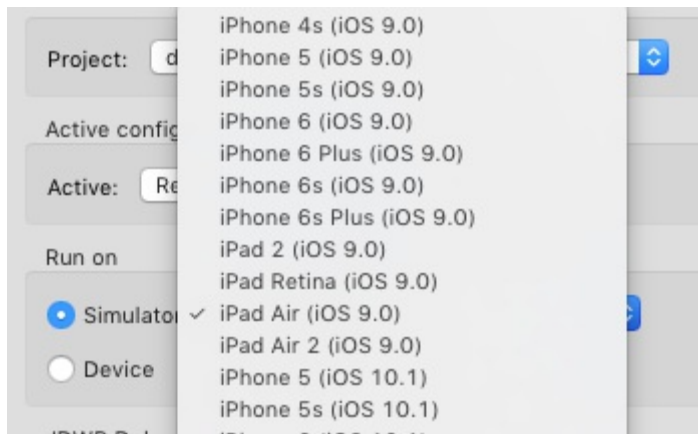 iPhone 4s (iOS 9.0)
Project: d
iPhone 5 (iOS 9.0)
iPhone 5s (iOS 9.0)
Active config
iPhone 6 (iOS 9.0)
iPhone 6 Plus (iOS 9.0)
Active: Re
iPhone 6s (iOS 9.0)
iPhone 6s Plus (iOS 9.0)
Run on
iPad 2 (iOS 9.0)
iPad Retina (iOS 9.0)
Simulator
✓ iPad Air (iOS 9.0)
iPad Air 2 (iOS 9.0)
Device
iPhone 5 (iOS 10.1)
iPhone 5s (iOS 10.1)